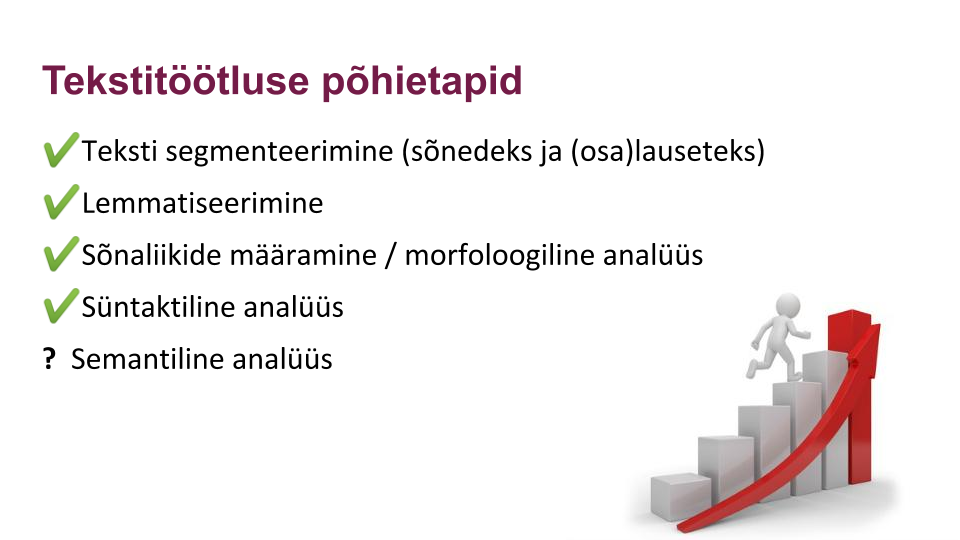 Tekstitöötluse põhietapid
✔Teksti segmenteerimine (sõnedeks ja (osa)lauseteks)
✔Lemmatiseerimine
✔Sõnaliikide määramine / morfoloogiline analüüs
✔Süntaktiline analüüs
? Semantiline analüüs